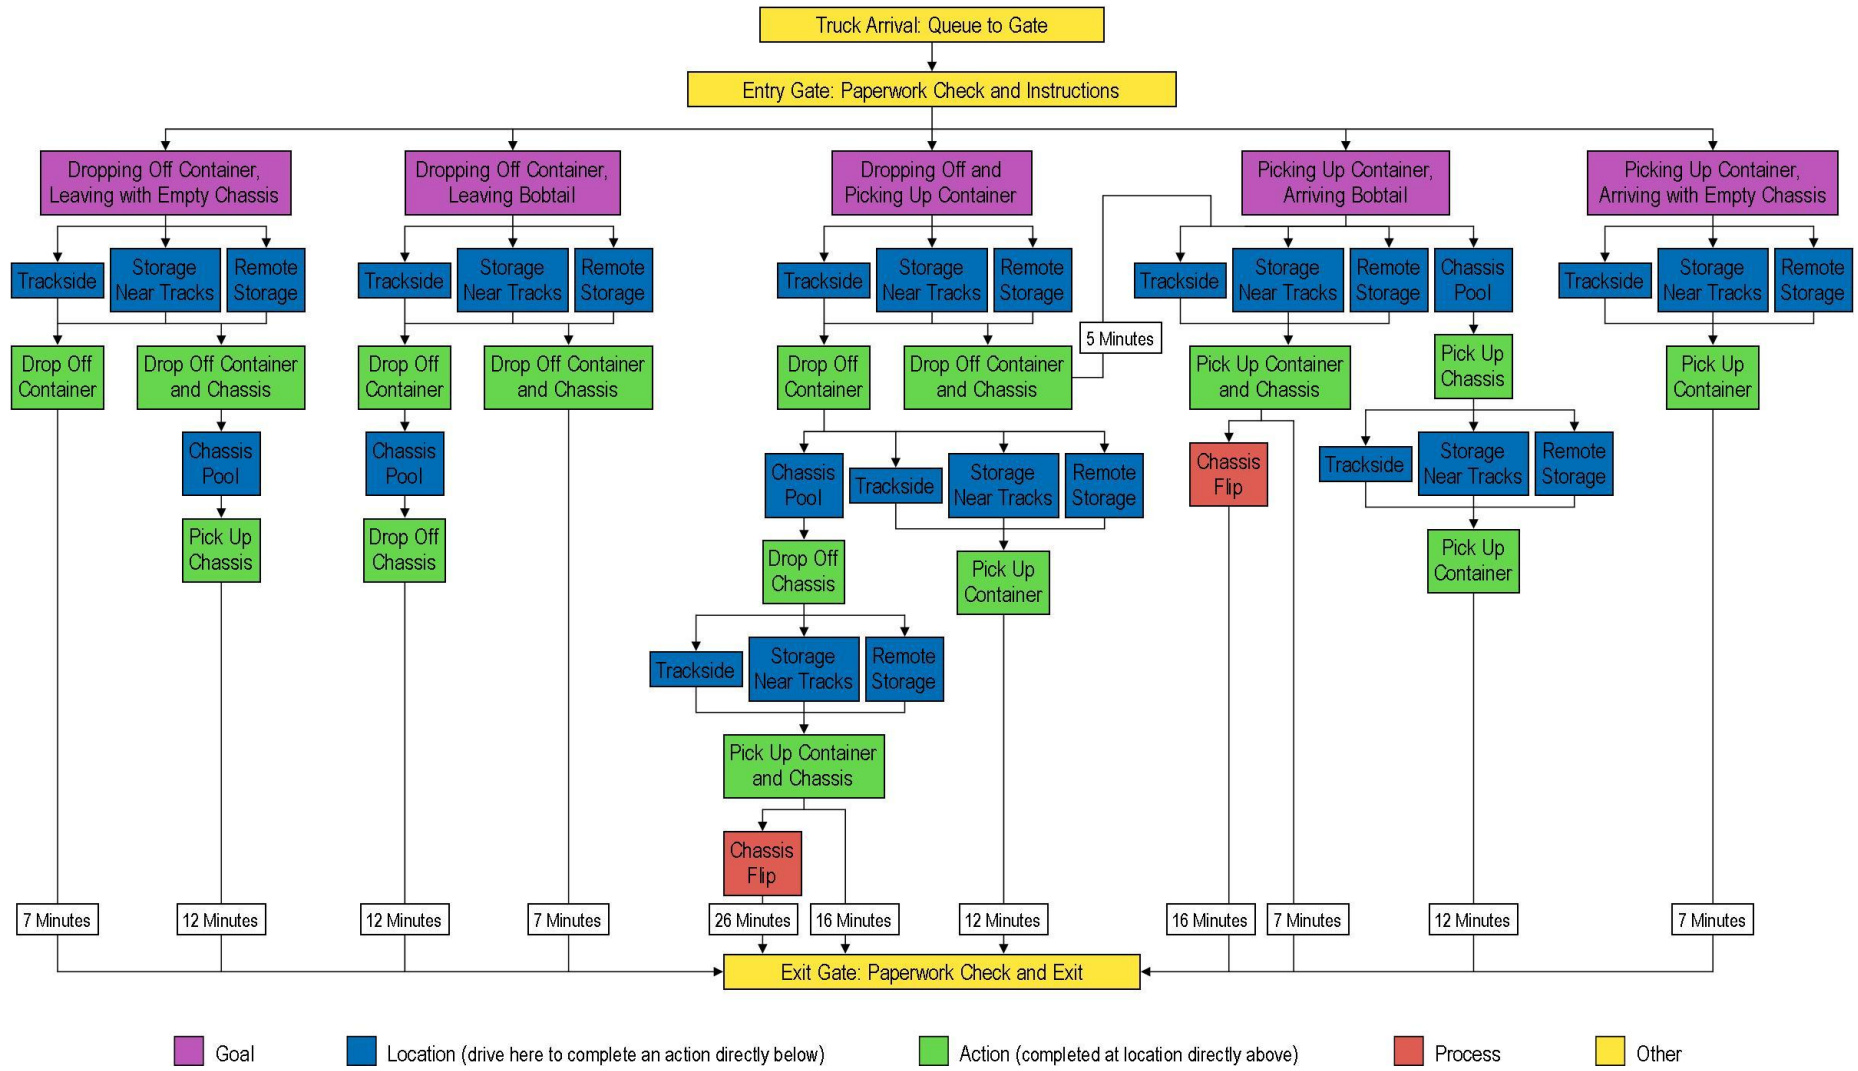 Truck Arrival: Queue to Gate
Entry Gate: Paperwork Check and Instructions
Dropping Off Container,
Leaving with Empty Chassis
Dropping Off Container,
Leaving Bobtail
Dropping Off and
Picking Up Container
Picking Up Container,
Arriving Bobtail
Picking Up Container,
Arriving with Empty Chassis
Trackside
Storage
Near Tracks
Remote
Storage
Trackside
Storage
Near Tracks
Remote
Storage
Trackside
Storage
Near Tracks
Remote
Storage
Trackside
Storage
Near Tracks
Remote
Storage
Chassis
Pool
Trackside
Storage
Near Tracks
Remote
Storage
5 Minutes
Drop Off
Container
Drop Off Container
and Chassis
Drop Off
Container
Drop Off Container
and Chassis
Drop Off
Container
Drop Off Container
and Chassis
Pick Up Container
and Chassis
Pick Up
Chassis
Pick Up
Container
Chassis
Pool
Chassis
Pool
Chassis
Pool
Trackside
Storage
Near Tracks
Remote
Storage
Chassis
Flip
Trackside
Storage
Near Tracks
Remote
Storage
Pick Up
Chassis
Drop Off
Chassis
Drop Off
Chassis
Pick Up
Container
Pick Up
Container
Trackside
Storage
Near Tracks
Remote
Storage
Pick Up Container
and Chassis
Chassis
Flip
7 Minutes
12 Minutes
12 Minutes
7 Minutes
26 Minutes
16 Minutes
12 Minutes
16 Minutes
7 Minutes
12 Minutes
7 Minutes
Exit Gate: Paperwork Check and Exit
Goal
Location (drive here to complete an action directly below)
Action (completed at location directly above)
Process
Other